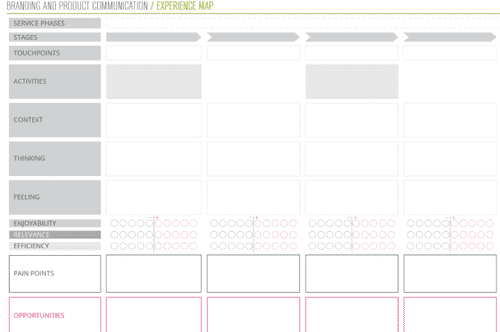 BRANDING AND PRODUCT COMMUNICATION / EXPERIENCE MAP
SERVICE PHASES
STAGES
TOUCHPOINTS
ACTIVITIES
CONTEXT
THINKING
FEELING
- +
- +
- +
- +
ENJOYABILITY
RELEVANCE
EFFICIENCY
PAIN POINTS
OPPORTUNITIES